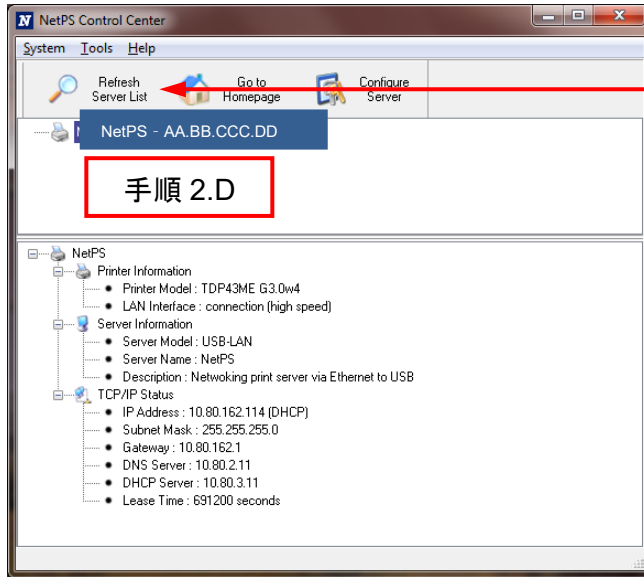 NetPS Control Center
System Tools Help
Refresh Server List
Go to Homepage
Configure Server
NetPS - AA.BB.CCC.DD
手順 2.D
NetPS
Printer Information
Printer Model : TDP43ME G3.0w4
LAN Interface : connection (high speed)
Server Information
Server Model : USB-LAN
Server Name : NetPS
Description : Netwoking print server via Ethernet to USB
TCP/IP Status
IP Address : 10.80.162.114 (DHCP)
Subnet Mask : 255.255.255.0
Gateway : 10.80.162.1
DNS Server : 10.80.2.11
DHCP Server : 10.80.3.11
Lease Time : 691200 seconds